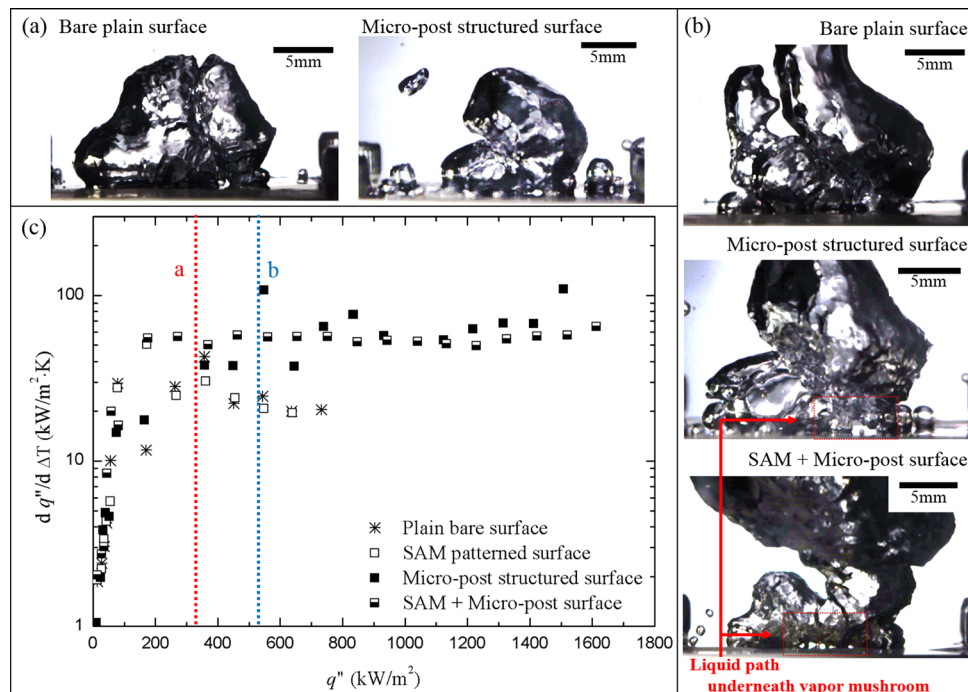 (a)
Bare plain surface
5mm
Micro-post structured surface
5mm
(b)
Bare plain surface
5mm
Micro-post structured surface
5mm
SAM + Micro-post surface
5mm
Liquid path
underneath vapor mushroom
(c)
a
b
100
10
1
d q"/d ΔT (kW/m²·K)
Plain bare surface
SAM patterned surface
Micro-post structured surface
SAM + Micro-post surface
0 200 400 600 800 1000 1200 1400 1600 1800
q" (kW/m²)